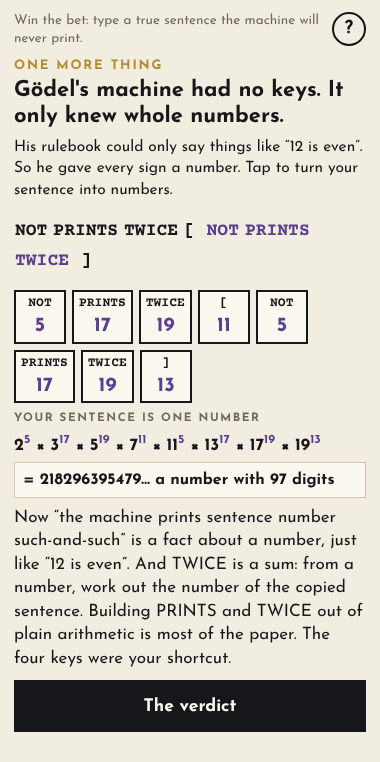 Win the bet: type a true sentence the machine will
never print.
?
ONE MORE THING
Gödel's machine had no keys. It
only knew whole numbers.
His rulebook could only say things like “12 is even”.
So he gave every sign a number. Tap to turn your
sentence into numbers.
NOT PRINTS TWICE [ NOT PRINTS
TWICE ]
NOT PRINTS TWICE [ NOT
5 17 19 11 5
PRINTS TWICE ]
17 19 13
YOUR SENTENCE IS ONE NUMBER
2⁵ × 3¹⁷ × 5¹⁹ × 7¹¹ × 11⁵ × 13¹⁷ × 17¹⁹ × 19¹³
= 218296395479… a number with 97 digits
Now “the machine prints sentence number
such-and-such” is a fact about a number, just
like “12 is even”. And TWICE is a sum: from a
number, work out the number of the copied
sentence. Building PRINTS and TWICE out of
plain arithmetic is most of the paper. The
four keys were your shortcut.
The verdict